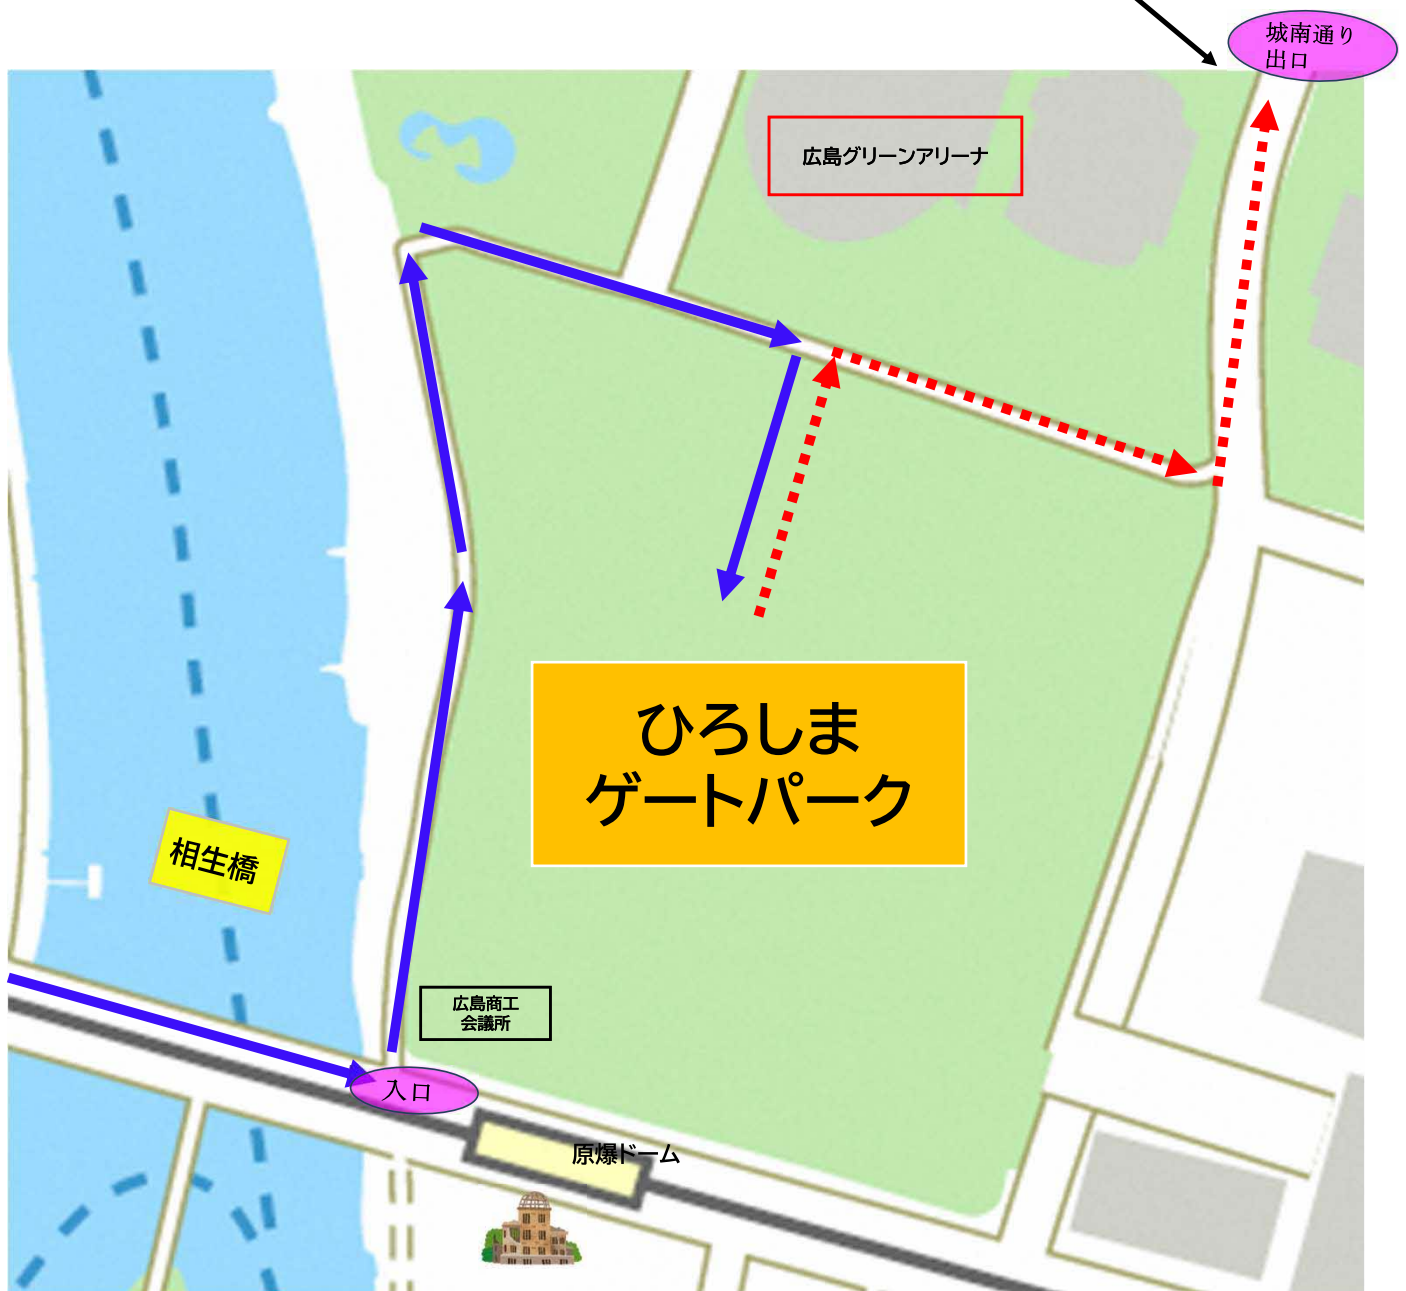 城南通り
出口
広島グリーンアリーナ
ひろしま
ゲートパーク
相生橋
広島商工
会議所
入口
原爆ドーム